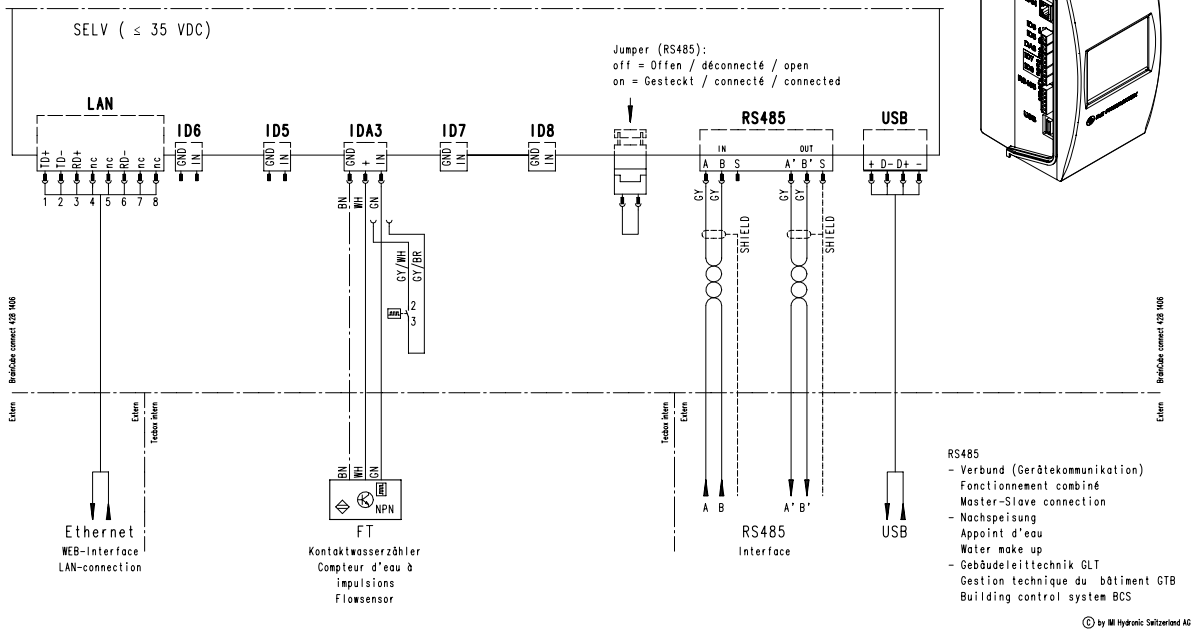 SELV ( ≤ 35 VDC)
Jumper (RS485):
off = Offen / déconnecté / open
on = Gesteckt / connecté / connected
LAN
ID6
ID5
IDA3
ID7
ID8
RS485
USB
TD+ TD- RD+ nc nc RD- nc nc
GND IN
GND IN
GND + IN
GND IN
GND IN
IN OUT
A B S A' B' S
+ D- D+ -
1 2 3 4 5 6 7 8
BN WH GN
GY GY GY GY
SHIELD SHIELD
GY/WH
GY/BR
2
3
BrainCube connect 428 1406
BrainCube connect 428 1406
Extern
Extern
Tecbox intern
Tecbox intern
Extern
Extern
BN WH GN
NPN
A B A' B'
Ethernet
WEB-Interface
LAN-connection
FT
Kontaktwasserzähler
Compteur d'eau à
impulsions
Flowsensor
RS485
Interface
USB
RS485
- Verbund (Gerätekommunikation)
Fonctionnement combiné
Master-Slave connection
- Nachspeisung
Appoint d'eau
Water make up
- Gebäudeleittechnik GLT
Gestion technique du bâtiment GTB
Building control system BCS
© by IMI Hydronic Switzerland AG
RS485
USB